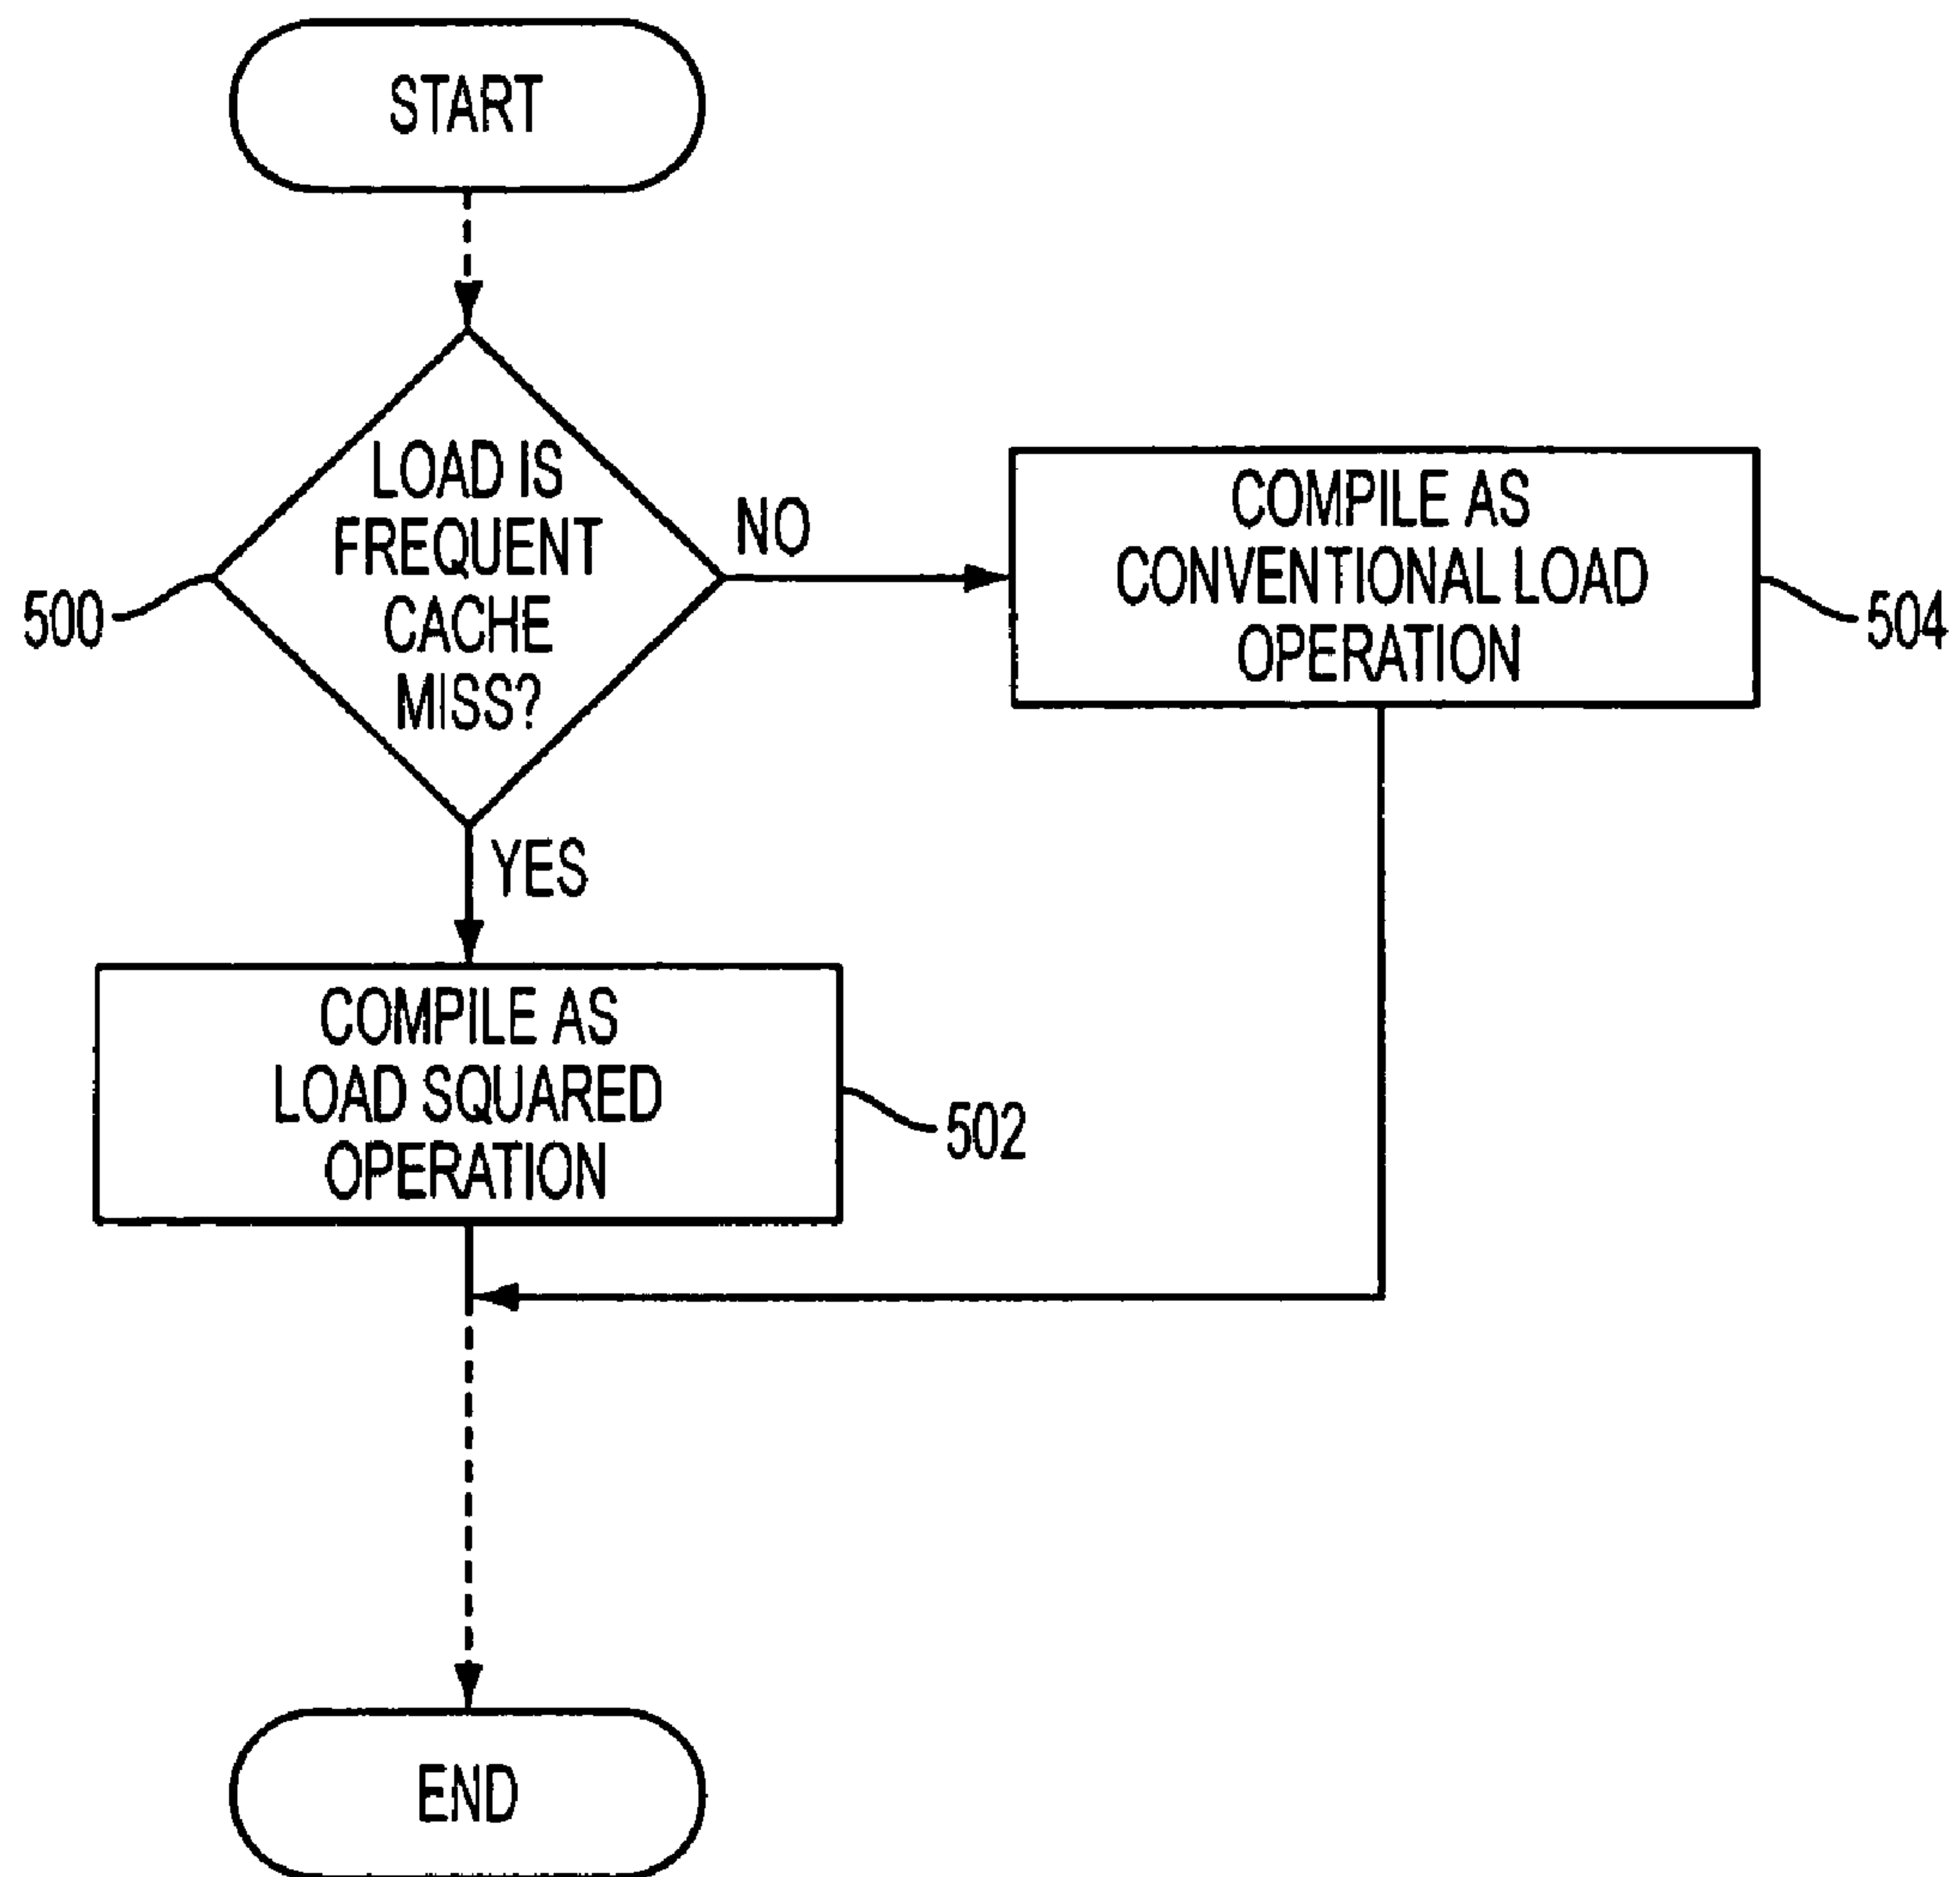 START
LOAD IS
FREQUENT
CACHE
MISS?
500
NO
COMPILE AS
CONVENTIONAL LOAD
OPERATION
504
YES
COMPILE AS
LOAD SQUARED
OPERATION
502
END